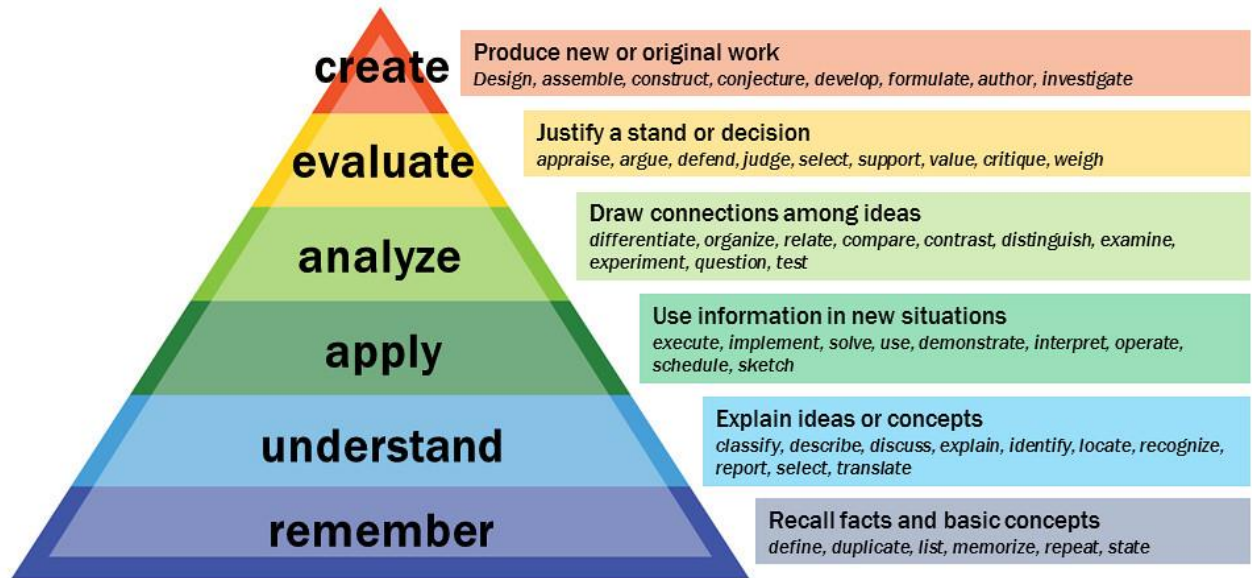 create
Produce new or original work
Design, assemble, construct, conjecture, develop, formulate, author, investigate
evaluate
Justify a stand or decision
appraise, argue, defend, judge, select, support, value, critique, weigh
analyze
Draw connections among ideas
differentiate, organize, relate, compare, contrast, distinguish, examine,
experiment, question, test
apply
Use information in new situations
execute, implement, solve, use, demonstrate, interpret, operate,
schedule, sketch
understand
Explain ideas or concepts
classify, describe, discuss, explain, identify, locate, recognize,
report, select, translate
remember
Recall facts and basic concepts
define, duplicate, list, memorize, repeat, state